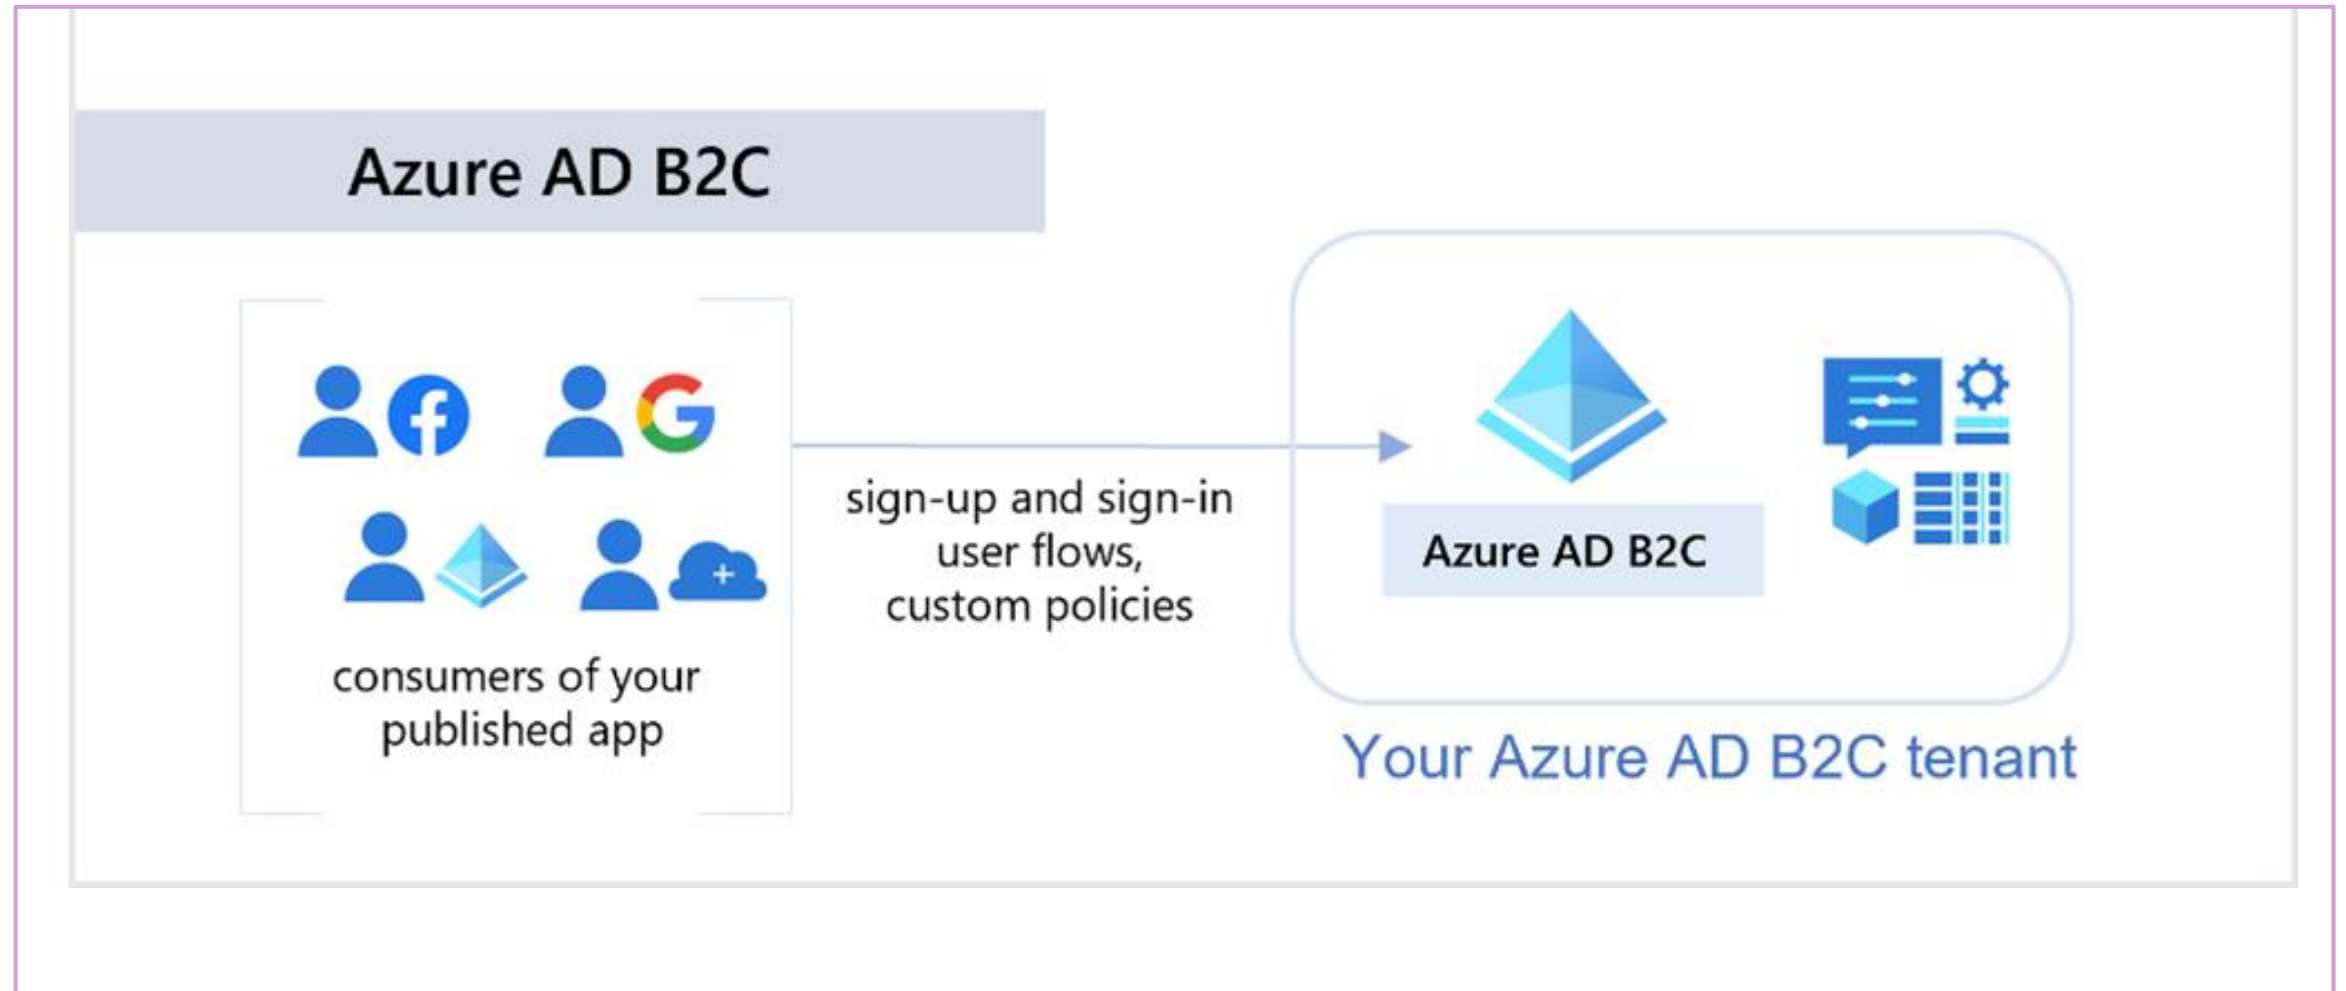 Azure AD B2C
consumers of your
published app
sign-up and sign-in
user flows,
custom policies
Azure AD B2C
Your Azure AD B2C tenant